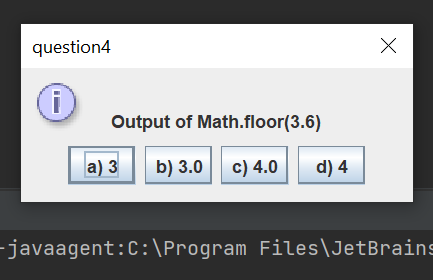 question4
Output of Math.floor(3.6)
a) 3 b) 3.0 c) 4.0 d) 4
-javaagent:C:\Program Files\JetBrains